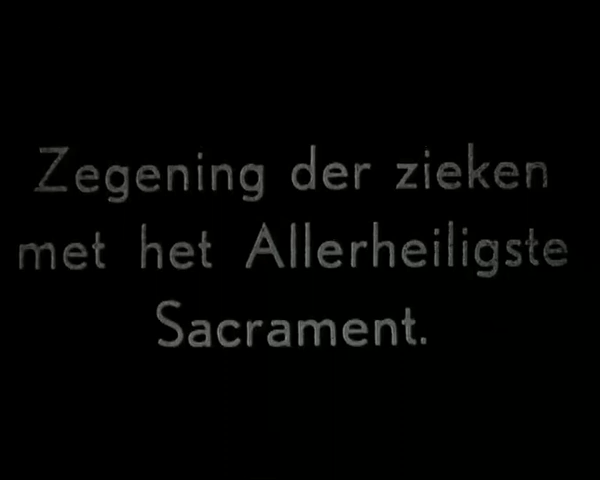 Zegening der zieken
met het Allerheiligste
Sacrament.